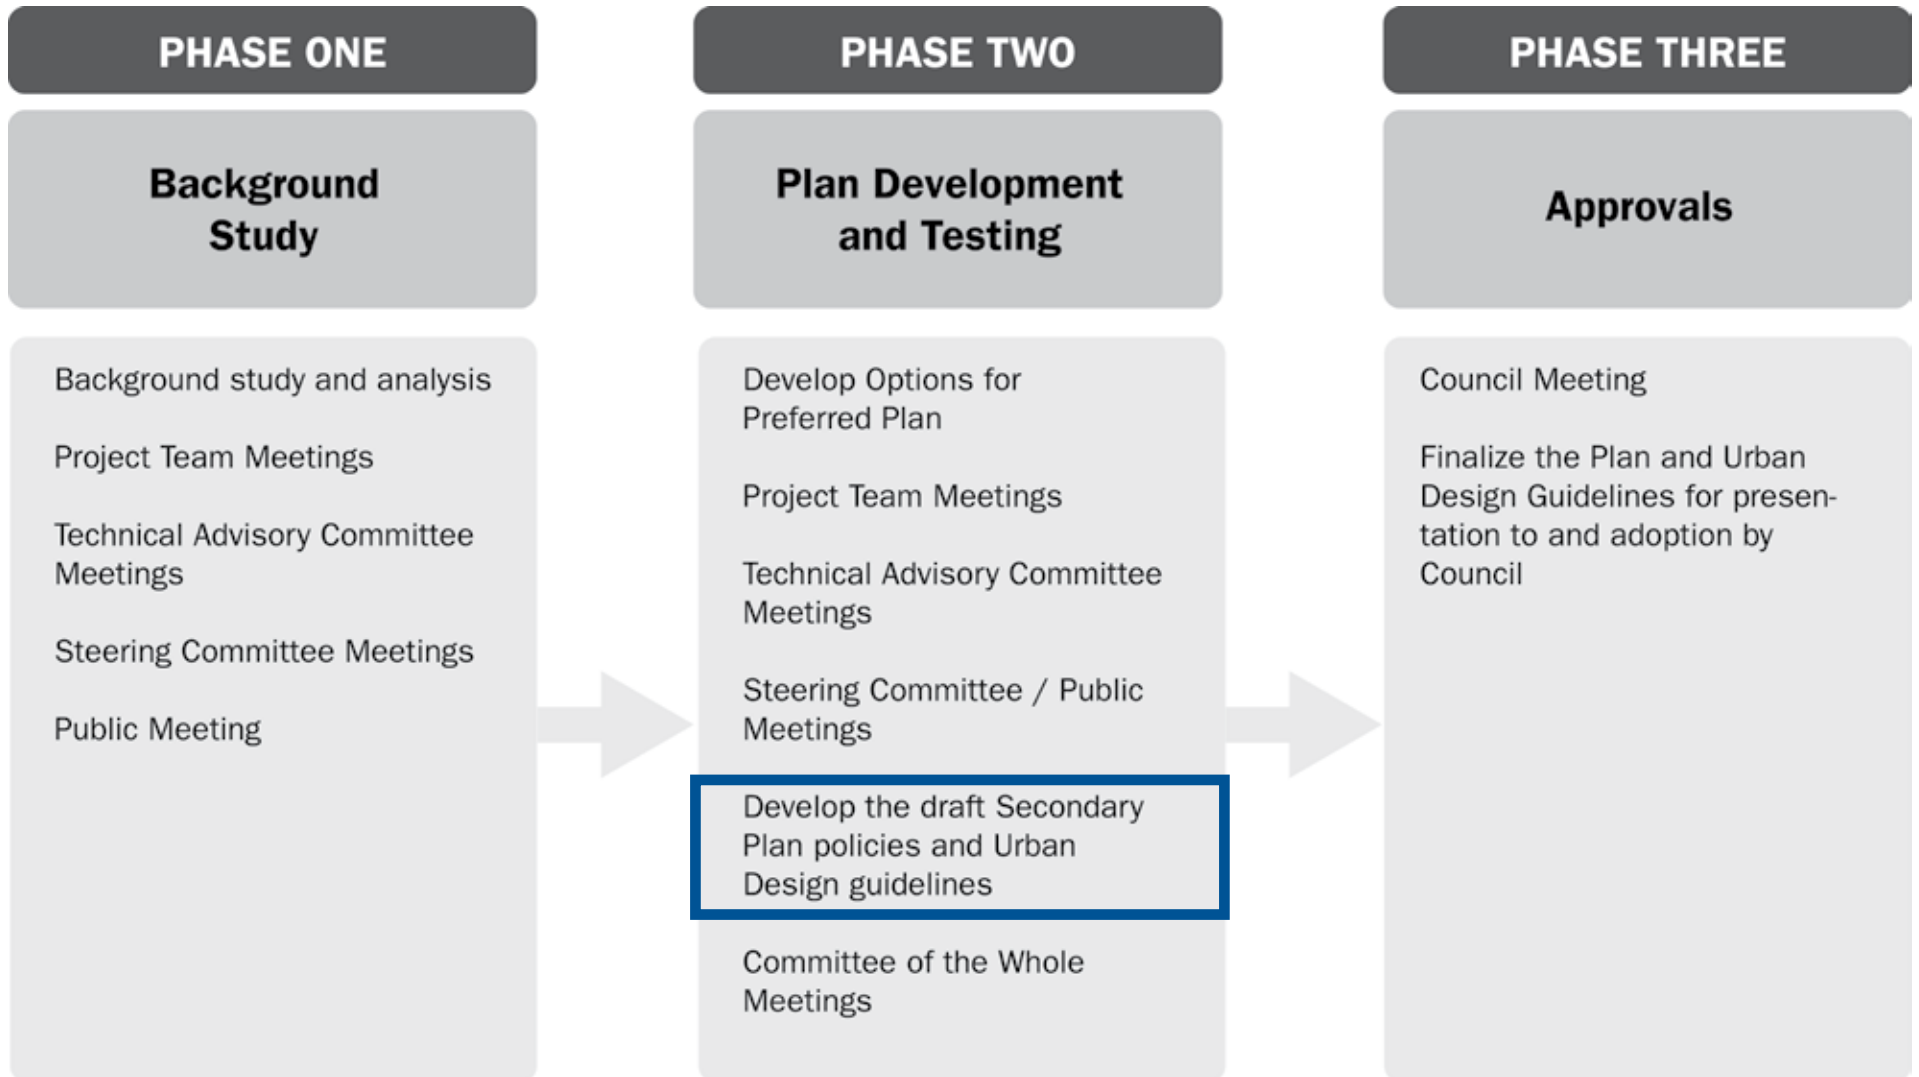 PHASE ONE
Background
Study
Background study and analysis
Project Team Meetings
Technical Advisory Committee
Meetings
Steering Committee Meetings
Public Meeting
PHASE TWO
Plan Development
and Testing
Develop Options for
Preferred Plan
Project Team Meetings
Technical Advisory Committee
Meetings
Steering Committee / Public
Meetings
Develop the draft Secondary
Plan policies and Urban
Design guidelines
Committee of the Whole
Meetings
PHASE THREE
Approvals
Council Meeting
Finalize the Plan and Urban
Design Guidelines for presen-
tation to and adoption by
Council